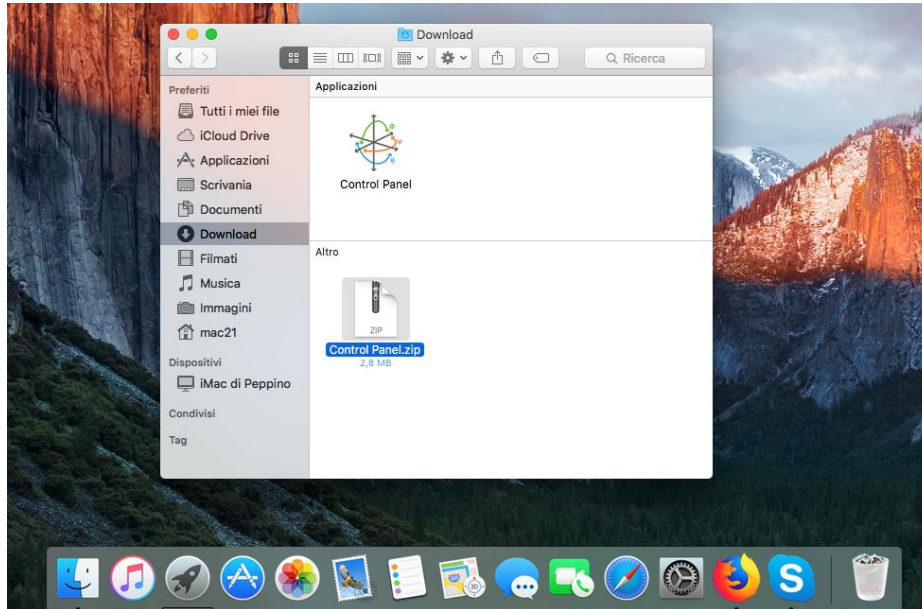 Download
Ricerca
Preferiti
Tutti i miei file
iCloud Drive
Applicazioni
Scrivania
Documenti
Download
Filmati
Musica
Immagini
mac21
Dispositivi
iMac di Peppino
Condivisi
Tag
Applicazioni
Control Panel
Altro
ZIP
Control Panel.zip
2,8 MB